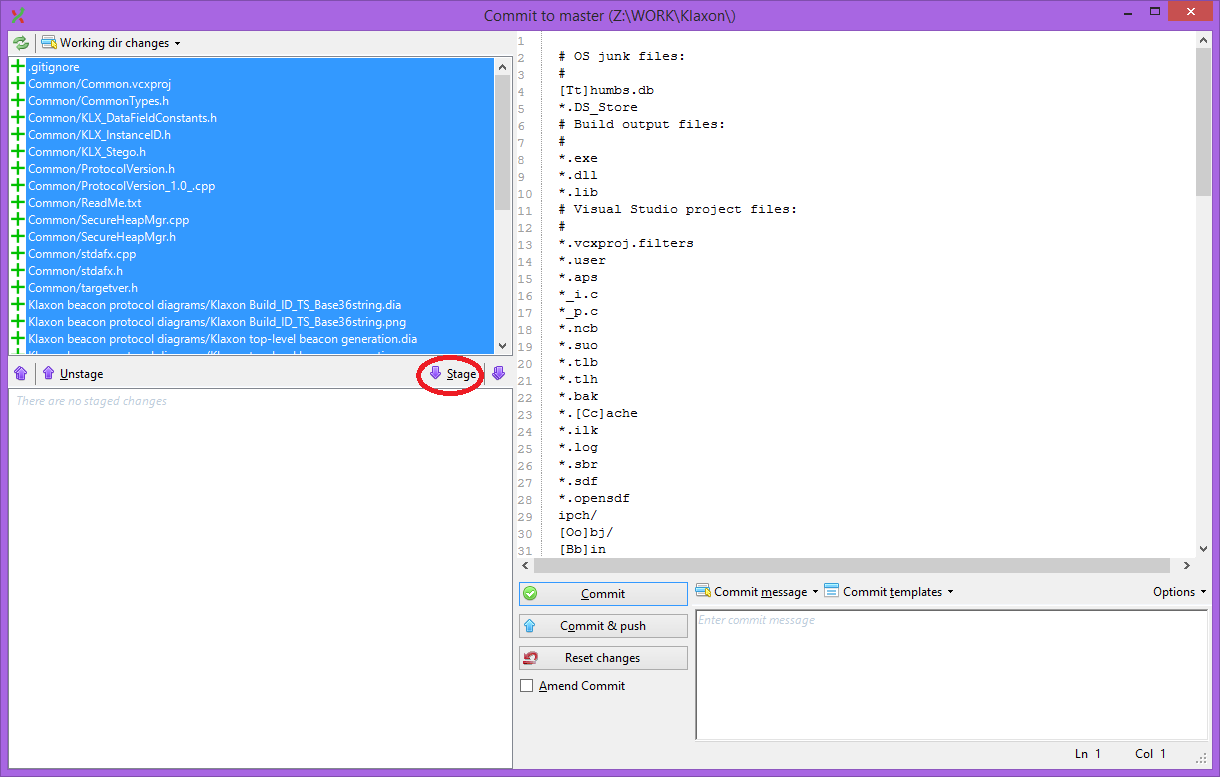 Commit to master (Z:\WORK\Klaxon\)
Working dir changes
.gitignore
Common/Common.vcxproj
Common/CommonTypes.h
Common/KLX_DataFieldConstants.h
Common/KLX_InstanceID.h
Common/KLX_Stego.h
Common/ProtocolVersion.h
Common/ProtocolVersion_1.0_.cpp
Common/ReadMe.txt
Common/SecureHeapMgr.cpp
Common/SecureHeapMgr.h
Common/stdafx.cpp
Common/stdafx.h
Common/targetver.h
Klaxon beacon protocol diagrams/Klaxon Build_ID_TS_Base36string.dia
Klaxon beacon protocol diagrams/Klaxon Build_ID_TS_Base36string.png
Klaxon beacon protocol diagrams/Klaxon top-level beacon generation.dia
Unstage
Stage
There are no staged changes
1
2 # OS junk files:
3 #
4 [Tt]humbs.db
5 *.DS_Store
6 # Build output files:
7 #
8 *.exe
9 *.dll
10 *.lib
11 # Visual Studio project files:
12 #
13 *.vcxproj.filters
14 *.user
15 *.aps
16 *_i.c
17 *_p.c
18 *.ncb
19 *.suo
20 *.tlb
21 *.tlh
22 *.bak
23 *.[Cc]ache
24 *.ilk
25 *.log
26 *.sbr
27 *.sdf
28 *.opensdf
29 ipch/
30 [Oo]bj/
31 [Bb]in
Commit
Commit & push
Reset changes
Amend Commit
Commit message
Commit templates
Options
Enter commit message
Ln 1 Col 1